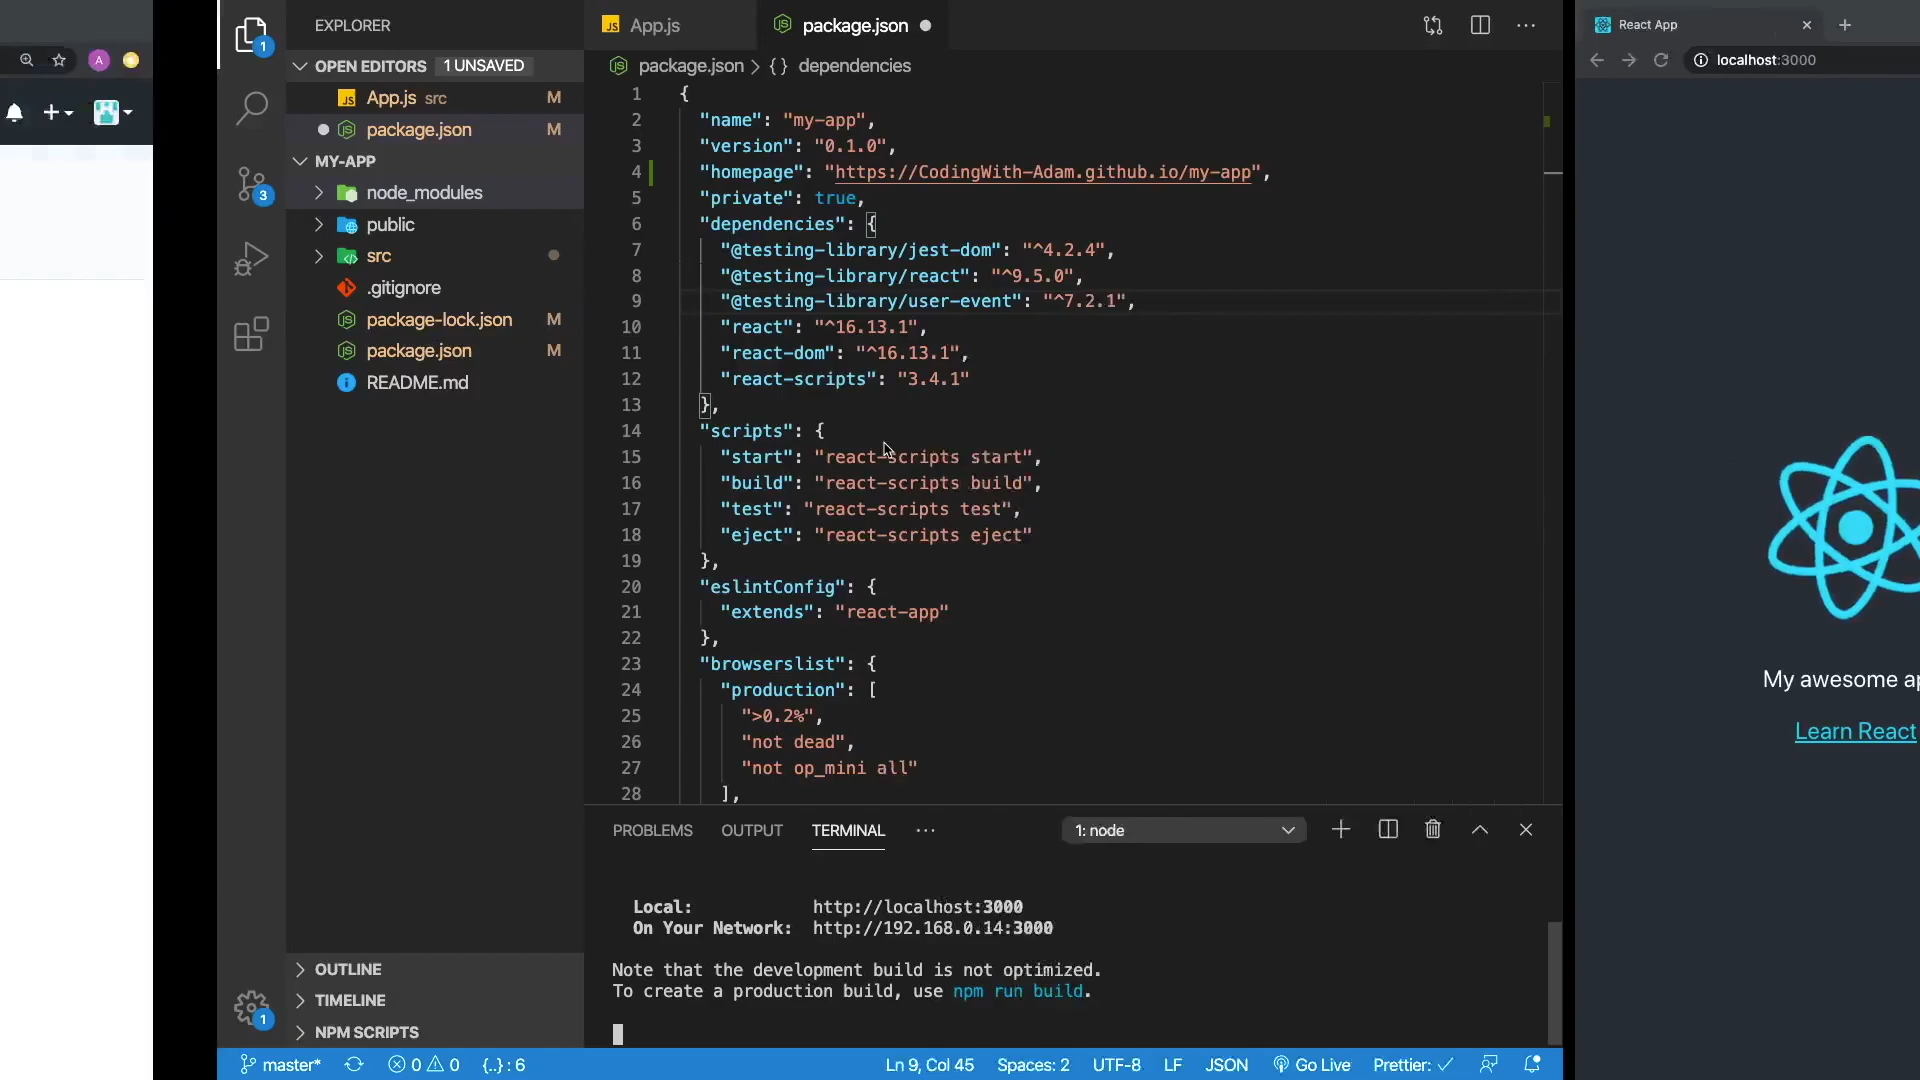 EXPLORER
OPEN EDITORS 1 UNSAVED
App.js src M
package.json M
MY-APP
node_modules
public
src
.gitignore
package-lock.json M
package.json M
README.md
OUTLINE
TIMELINE
NPM SCRIPTS
1
3
1
A
JS App.js
package.json
package.json > {} dependencies
1 {
2 "name": "my-app",
3 "version": "0.1.0",
4 "homepage": "https://CodingWith-Adam.github.io/my-app",
5 "private": true,
6 "dependencies": {
7 "@testing-library/jest-dom": "^4.2.4",
8 "@testing-library/react": "^9.5.0",
9 "@testing-library/user-event": "^7.2.1",
10 "react": "^16.13.1",
11 "react-dom": "^16.13.1",
12 "react-scripts": "3.4.1"
13 },
14 "scripts": {
15 "start": "react-scripts start",
16 "build": "react-scripts build",
17 "test": "react-scripts test",
18 "eject": "react-scripts eject"
19 },
20 "eslintConfig": {
21 "extends": "react-app"
22 },
23 "browserslist": {
24 "production": [
25 ">0.2%",
26 "not dead",
27 "not op_mini all"
28 ],
PROBLEMS OUTPUT TERMINAL ··· 1: node
Local: http://localhost:3000
On Your Network: http://192.168.0.14:3000
Note that the development build is not optimized.
To create a production build, use npm run build.
master* 0 0 {..} : 6 Ln 9, Col 45 Spaces: 2 UTF-8 LF JSON Go Live Prettier: ✓
React App
localhost:3000
My awesome ap
Learn React